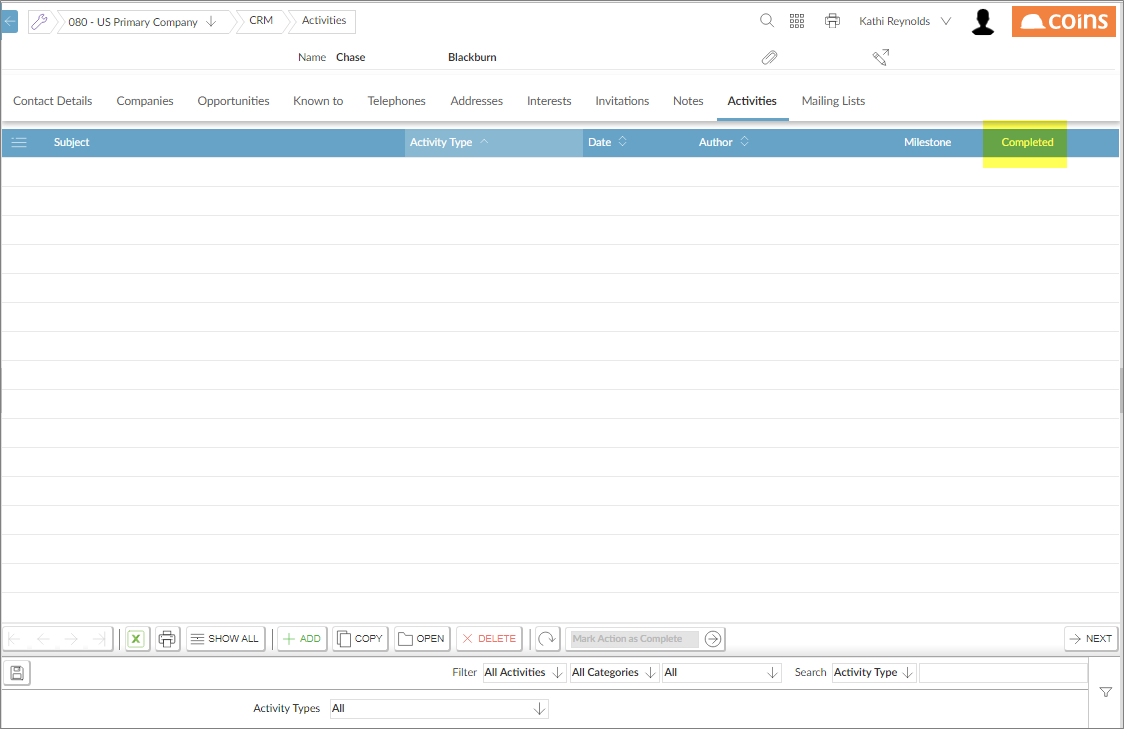 080 - US Primary Company CRM Activities Kathi Reynolds coins
Name Chase Blackburn
Contact Details Companies Opportunities Known to Telephones Addresses Interests Invitations Notes Activities Mailing Lists
Subject Activity Type Date Author Milestone Completed
X SHOW ALL ADD COPY OPEN DELETE Mark Action as Complete NEXT
Filter All Activities All Categories All Search Activity Type
Activity Types All